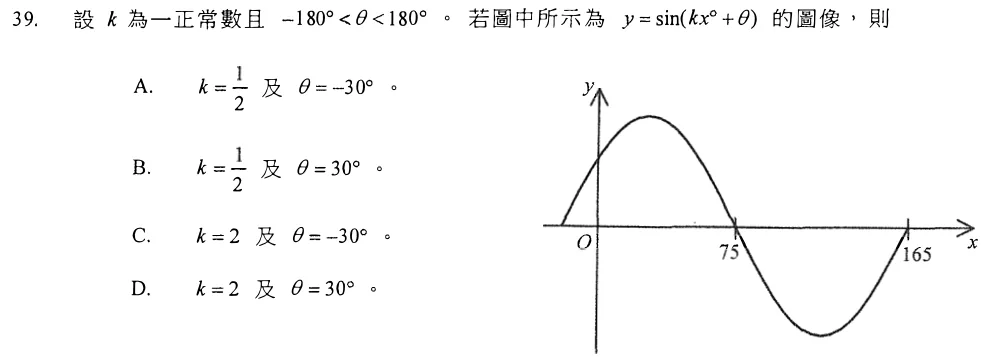 39. 設 k 為一正常數且 −180° < θ < 180° 。 若圖中所示為 y = sin(kx° + θ) 的圖像，則
A. k = 1/2 及 θ = −30° 。
B. k = 1/2 及 θ = 30° 。
C. k = 2 及 θ = −30° 。
D. k = 2 及 θ = 30° 。
y
O
75
165
x